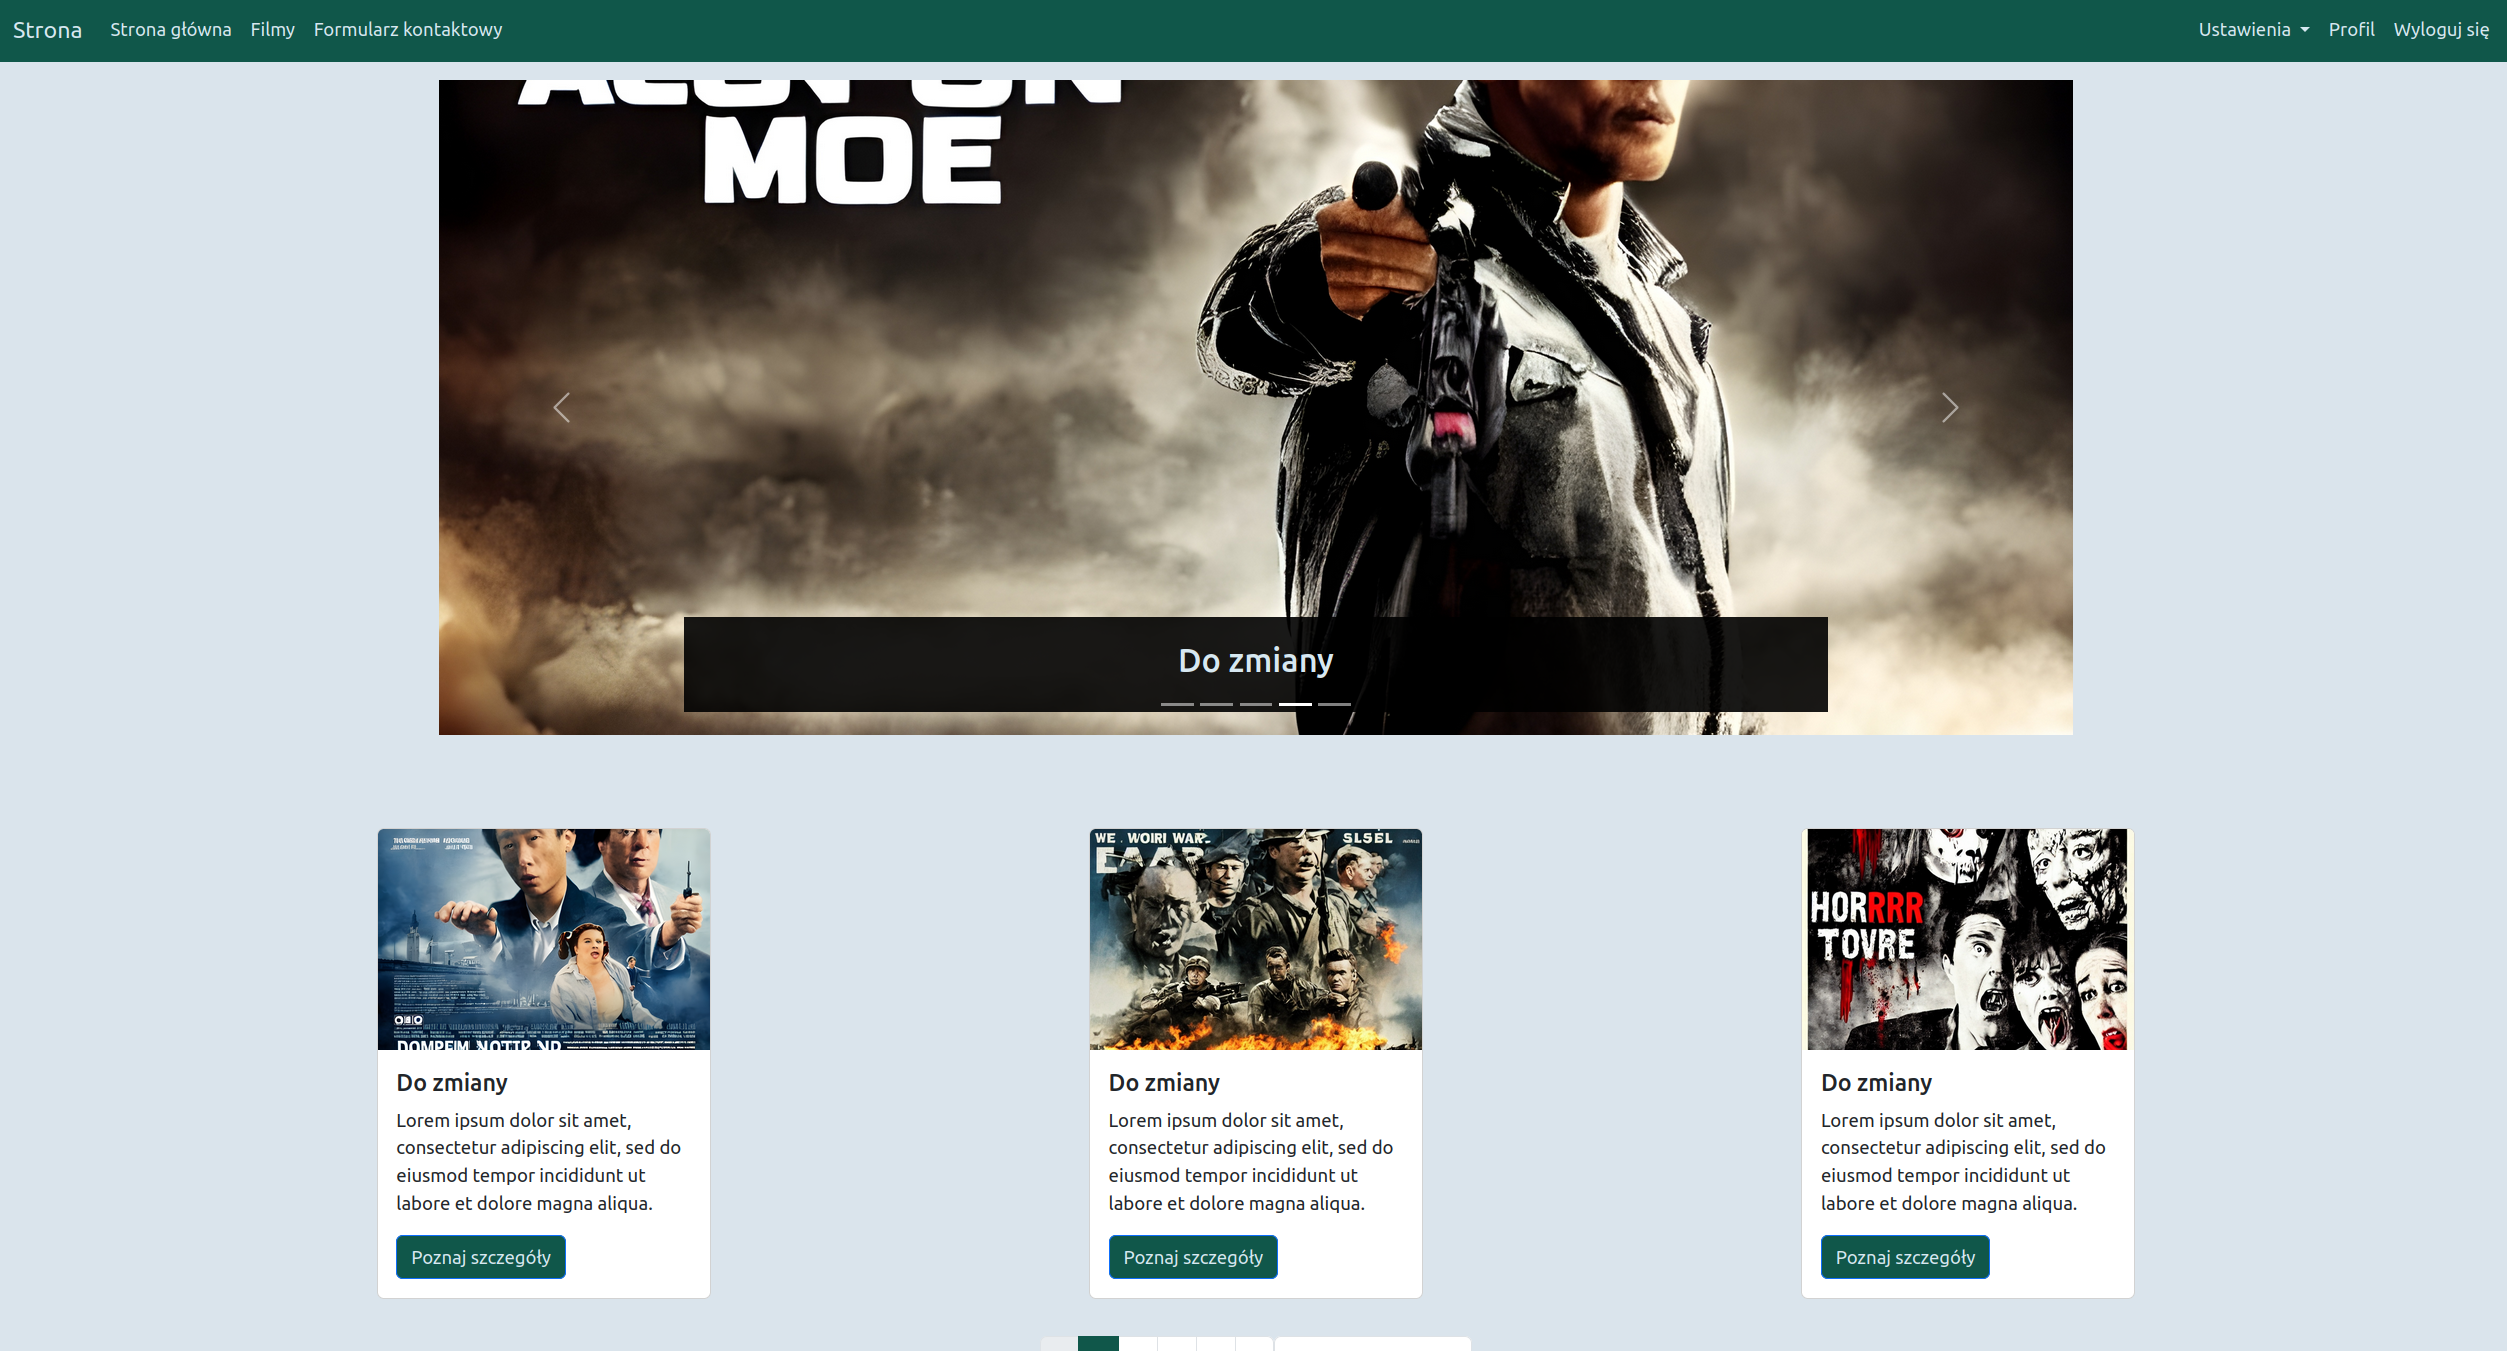 Strona Strona główna Filmy Formularz kontaktowy Ustawienia Profil Wyloguj się
MOE
Do zmiany
WE . WOIRI WAR
SLSEL
HORRRR
TOVRE
Do zmiany
Lorem ipsum dolor sit amet,
consectetur adipiscing elit, sed do
eiusmod tempor incididunt ut
labore et dolore magna aliqua.
Poznaj szczegóły
Do zmiany
Lorem ipsum dolor sit amet,
consectetur adipiscing elit, sed do
eiusmod tempor incididunt ut
labore et dolore magna aliqua.
Poznaj szczegóły
Do zmiany
Lorem ipsum dolor sit amet,
consectetur adipiscing elit, sed do
eiusmod tempor incididunt ut
labore et dolore magna aliqua.
Poznaj szczegóły